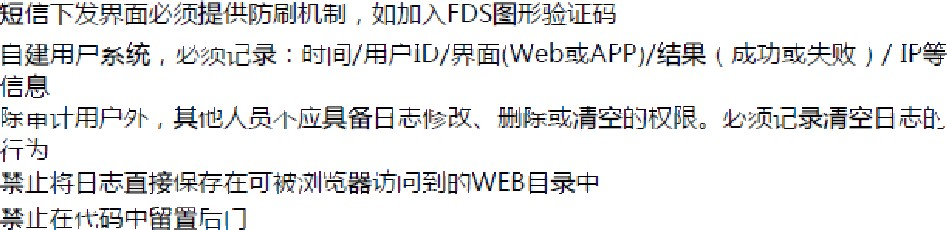 短信下发界面必须提供防刷机制，如加入FDS图形验证码
自建用户系统，必须记录：时间/用户ID/界面(Web或APP)/结果（成功或失败）/ IP等
信息
除审计用户外，其他人员不应具备日志修改、删除或清空的权限。必须记录清空日志的
行为
禁止将日志直接保存在可被浏览器访问到的WEB目录中
禁止在代码中留置后门